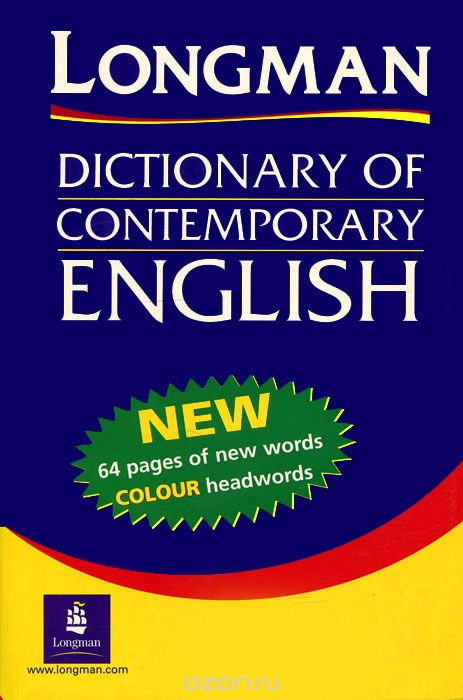 LONGMAN
DICTIONARY OF
CONTEMPORARY
ENGLISH
NEW
64 pages of new words
COLOUR headwords
Longman
www.longman.com
ozon.ru